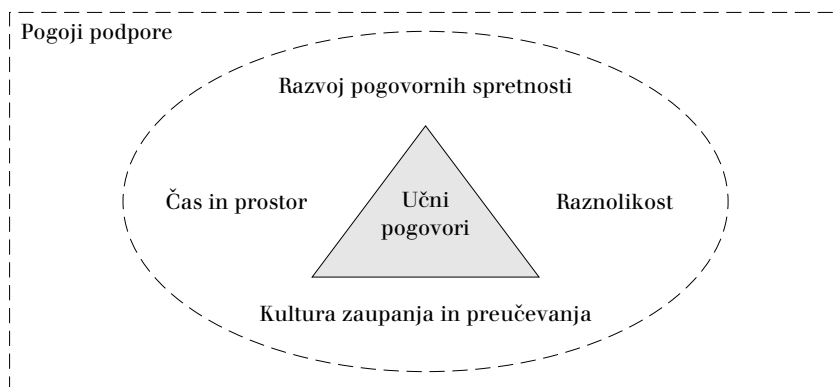 Pogoji podpore
Razvoj pogovornih spretnosti
Čas in prostor
Učni
pogovori
Raznolikost
Kultura zaupanja in preučevanja